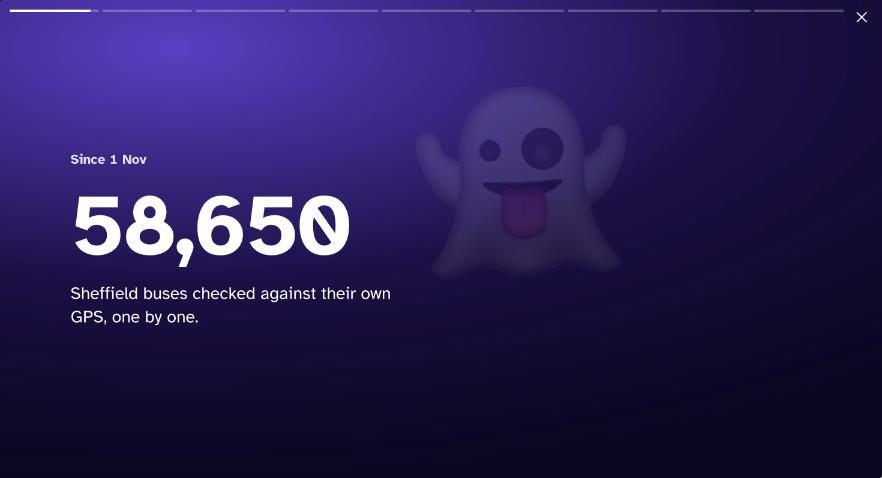 Since 1 Nov
58,650
Sheffield buses checked against their own
GPS, one by one.